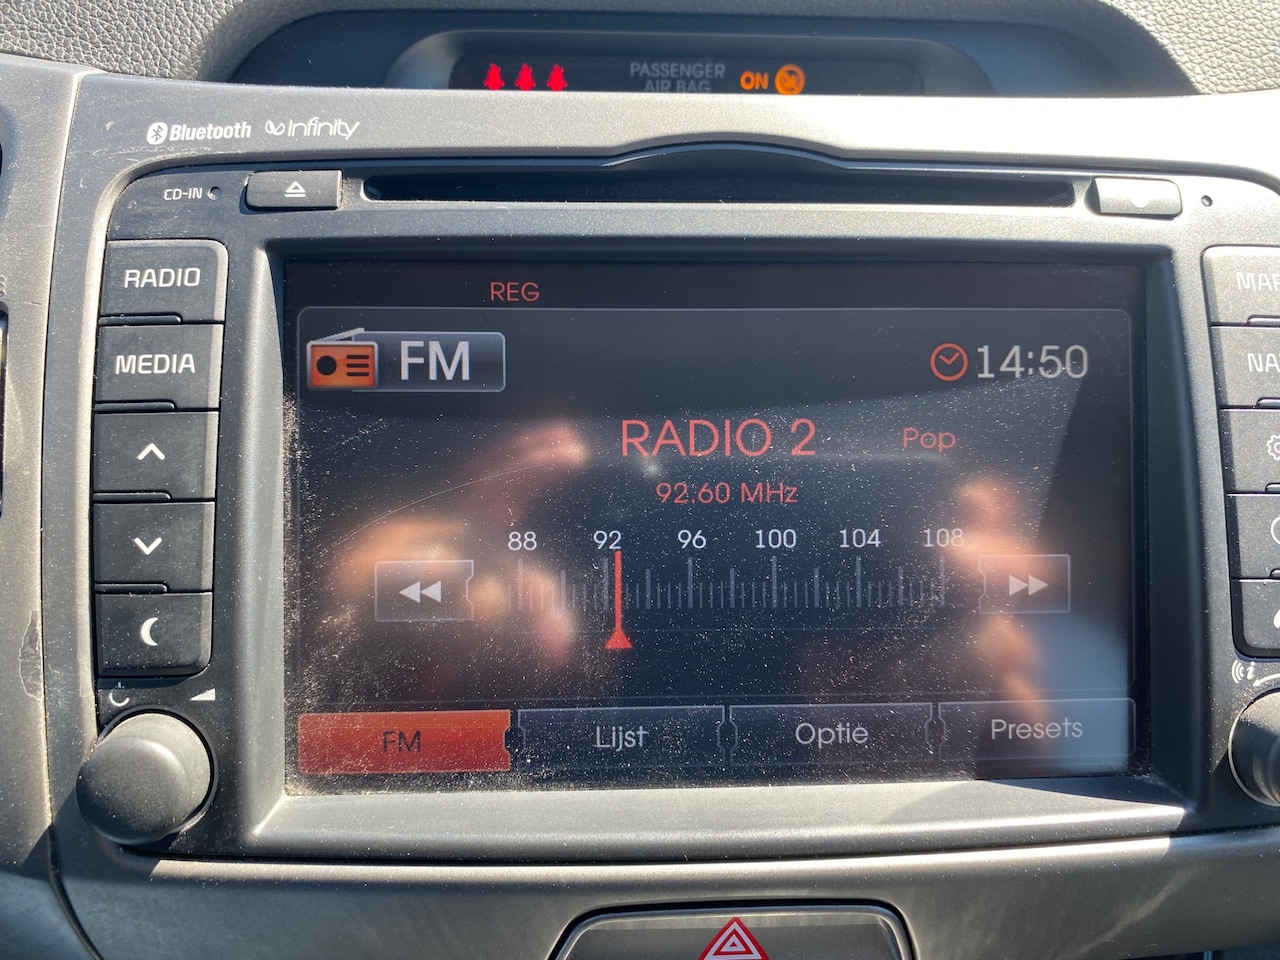 PASSENGER
AIR BAG
ON
Bluetooth
Infinity
CD-IN
RADIO
MEDIA
REG
FM
14:50
RADIO 2
Pop
92.60 MHz
88 92 96 100 104 108
FM
Lijst
Optie
Presets